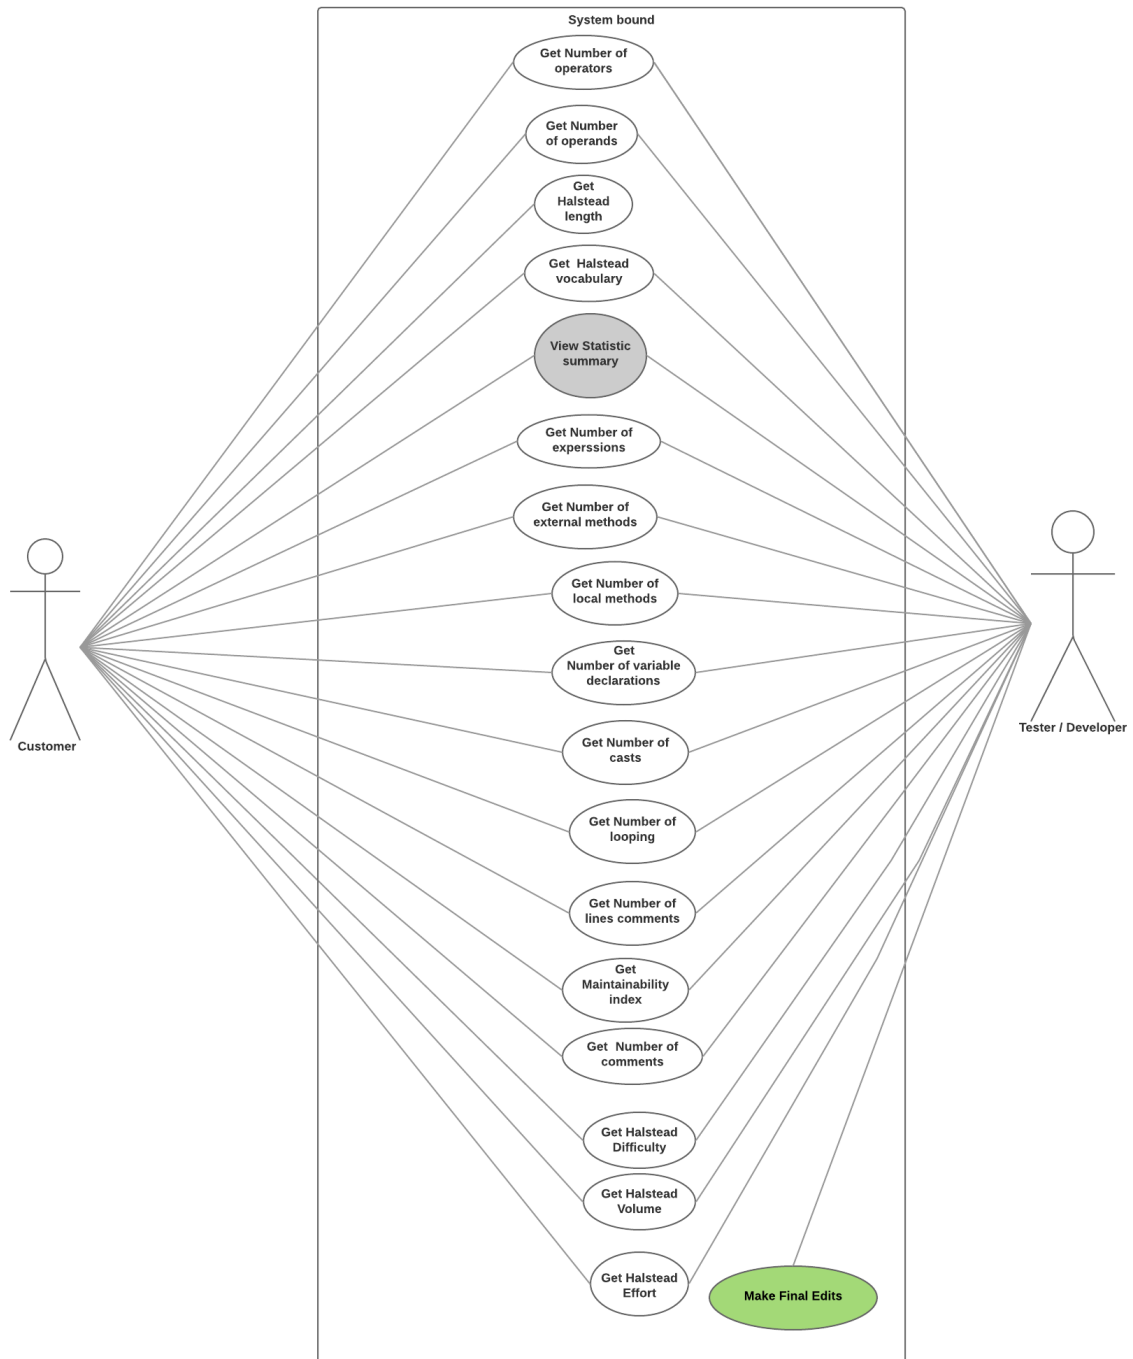 System bound
Get Number of
operators
Get Number
of operands
Get
Halstead
length
Get  Halstead
vocabulary
View Statistic
summary
Get Number of
experssions
Get Number of
external methods
Get Number of
local methods
Get
Number of variable
declarations
Get Number of
casts
Get Number of
looping
Get Number of
lines comments
Get
Maintainability
index
Get  Number of
comments
Get Halstead
Difficulty
Get Halstead
Volume
Get Halstead
Effort
Make Final Edits
Customer
Tester / Developer